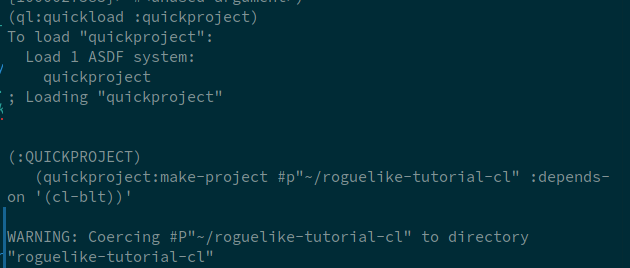 (ql:quickload :quickproject)
To load "quickproject":
  Load 1 ASDF system:
    quickproject
; Loading "quickproject"
(:QUICKPROJECT)
   (quickproject:make-project #p"~/roguelike-tutorial-cl" :depends-
on '(cl-blt))'
WARNING: Coercing #P"~/roguelike-tutorial-cl" to directory
"roguelike-tutorial-cl"